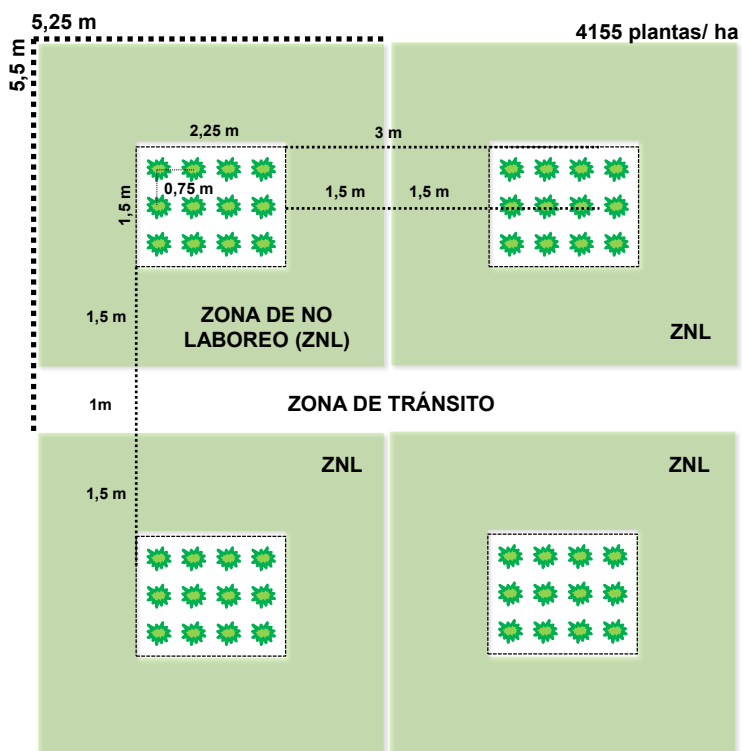 5,25 m
4155 plantas/ ha
5,5 m
2,25 m
3 m
0,75 m
1,5 m
1,5 m
1,5 m
1,5 m
ZONA DE NO
LABOREO (ZNL)
ZNL
1m
ZONA DE TRÁNSITO
ZNL
ZNL
1,5 m